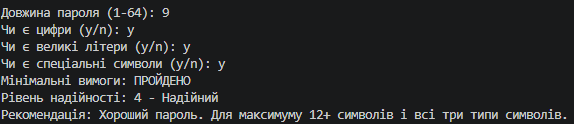 Довжина пароля (1-64): 9
Чи є цифри (y/n): y
Чи є великі літери (y/n): y
Чи є спеціальні символи (y/n): y
Мінімальні вимоги: ПРОЙДЕНО
Рівень надійності: 4 - Надійний
Рекомендація: Хороший пароль. Для максимуму 12+ символів і всі три типи символів.